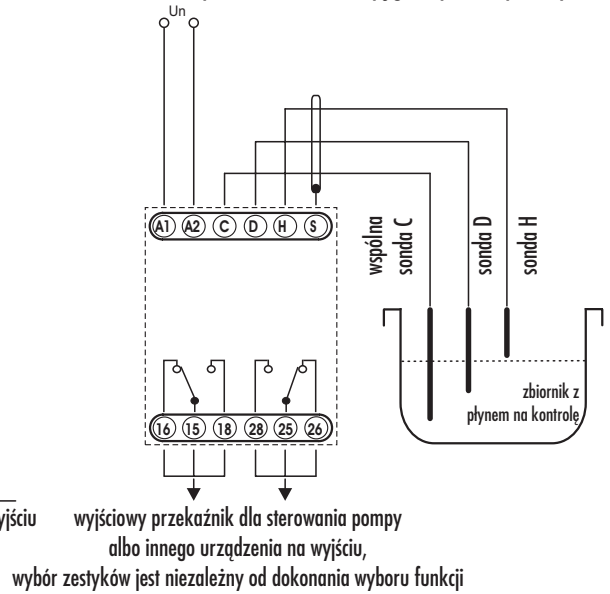 Un
A1 A2 C D H S
wspólna
sonda C
sonda D
sonda H
zbiornik z
płynem na kontrolę
16 15 18 28 25 26
wyjściowy przekaźnik dla sterowania pompy
albo innego urządzenia na wyjściu,
wybór zestyków jest niezależny od dokonania wyboru funkcji